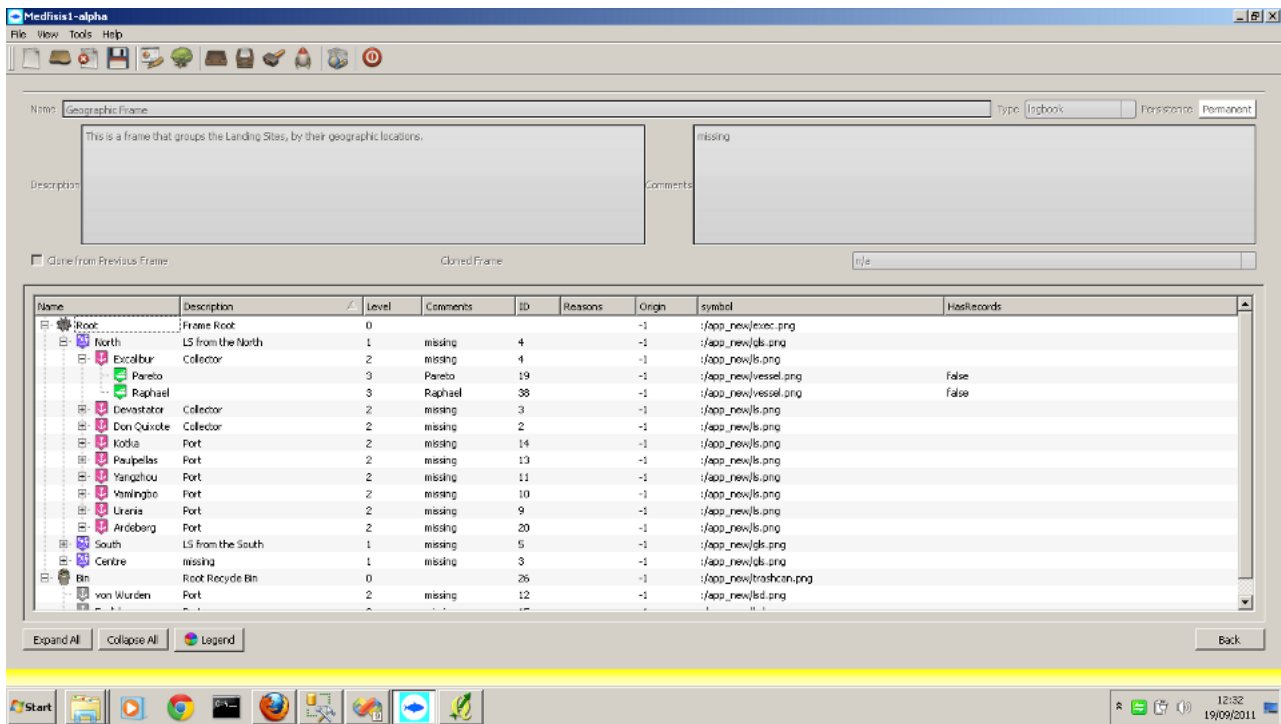 Medfisis1-alpha
File View Tools Help
Name Geographic Frame Type logbook Persistence Permanent
This is a frame that groups the Landing Sites, by their geographic locations.
missing
Description
Comments
Clone from Previous Frame Cloned Frame n/a
Name Description Level Comments ID Reasons Origin symbol HasRecords
Root Frame Root 0 -1 :/app_new/exec.png
North LS from the North 1 missing 4 -1 :/app_new/gls.png
Excalibur Collector 2 missing 4 -1 :/app_new/ls.png
Pareto 3 Pareto 19 -1 :/app_new/vessel.png False
Raphael 3 Raphael 38 -1 :/app_new/vessel.png False
Devastator Collector 2 missing 3 -1 :/app_new/ls.png
Don Quixote Collector 2 missing 2 -1 :/app_new/ls.png
Kotka Port 2 missing 14 -1 :/app_new/ls.png
Paulpellas Port 2 missing 13 -1 :/app_new/ls.png
Yangzhou Port 2 missing 11 -1 :/app_new/ls.png
Yamlingbo Port 2 missing 10 -1 :/app_new/ls.png
Urania Port 2 missing 9 -1 :/app_new/ls.png
Ardeberg Port 2 missing 20 -1 :/app_new/ls.png
South LS from the South 1 missing 5 -1 :/app_new/gls.png
Centre missing 1 missing 3 -1 :/app_new/gls.png
Bin Root Recycle Bin 0 26 -1 :/app_new/trashcan.png
von Wurden Port 2 missing 12 -1 :/app_new/lsd.png
Expand All Collapse All Legend Back
Start 12:32
19/09/2011